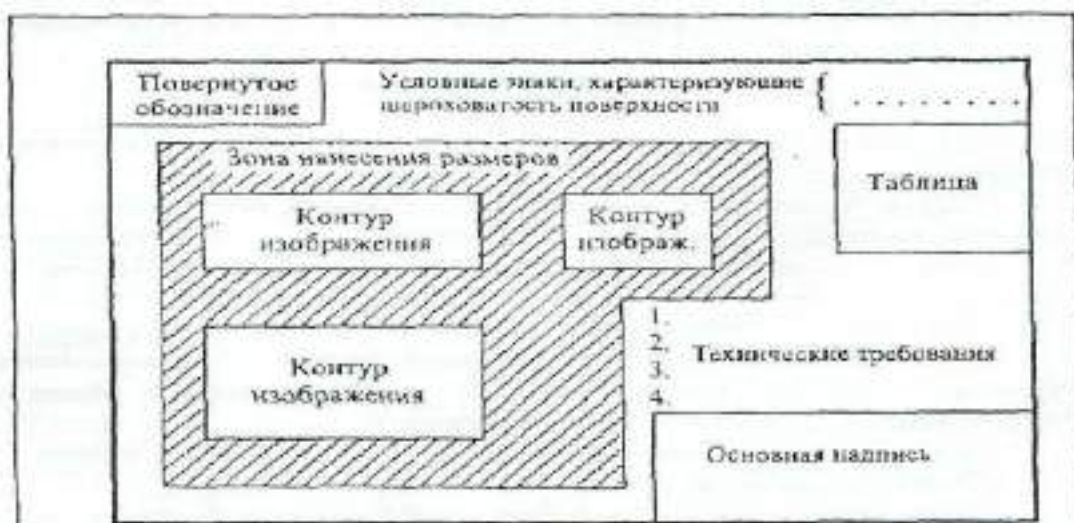 Повернутое
обозначение
Условные знаки, характеризующие
шероховатость поверхности
Зона нанесения размеров
Контур
изображения
Контур
изображ.
Таблица
Контур
изображения
1.
2.
3.
4.
Технические требования
Основная надпись